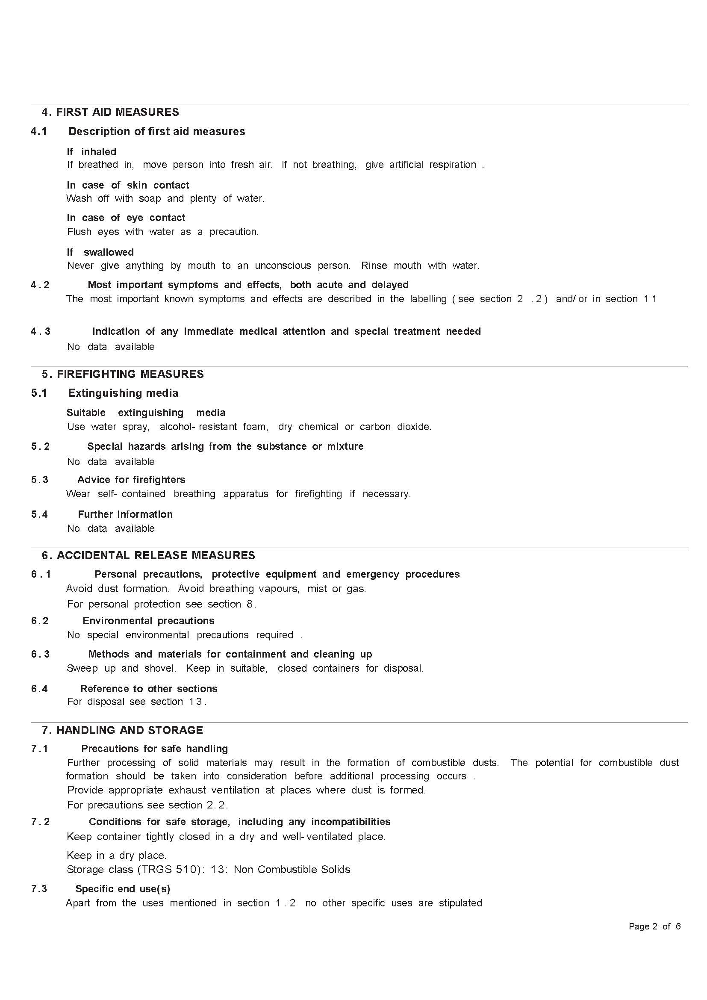 4. FIRST AID MEASURES
4.1 Description of first aid measures
If inhaled
If breathed in, move person into fresh air. If not breathing, give artificial respiration .
In case of skin contact
Wash off with soap and plenty of water.
In case of eye contact
Flush eyes with water as a precaution.
If swallowed
Never give anything by mouth to an unconscious person. Rinse mouth with water.
4.2 Most important symptoms and effects, both acute and delayed
The most important known symptoms and effects are described in the labelling (see section 2 .2) and/or in section 11
4.3 Indication of any immediate medical attention and special treatment needed
No data available
5. FIREFIGHTING MEASURES
5.1 Extinguishing media
Suitable extinguishing media
Use water spray, alcohol-resistant foam, dry chemical or carbon dioxide.
5.2 Special hazards arising from the substance or mixture
No data available
5.3 Advice for firefighters
Wear self-contained breathing apparatus for firefighting if necessary.
5.4 Further information
No data available
6. ACCIDENTAL RELEASE MEASURES
6.1 Personal precautions, protective equipment and emergency procedures
Avoid dust formation. Avoid breathing vapours, mist or gas.
For personal protection see section 8.
6.2 Environmental precautions
No special environmental precautions required .
6.3 Methods and materials for containment and cleaning up
Sweep up and shovel. Keep in suitable, closed containers for disposal.
6.4 Reference to other sections
For disposal see section 13.
7. HANDLING AND STORAGE
7.1 Precautions for safe handling
Further processing of solid materials may result in the formation of combustible dusts. The potential for combustible dust
formation should be taken into consideration before additional processing occurs .
Provide appropriate exhaust ventilation at places where dust is formed.
For precautions see section 2.2.
7.2 Conditions for safe storage, including any incompatibilities
Keep container tightly closed in a dry and well-ventilated place.
Keep in a dry place.
Storage class (TRGS 510): 13: Non Combustible Solids
7.3 Specific end use(s)
Apart from the uses mentioned in section 1.2 no other specific uses are stipulated
Page 2 of 6